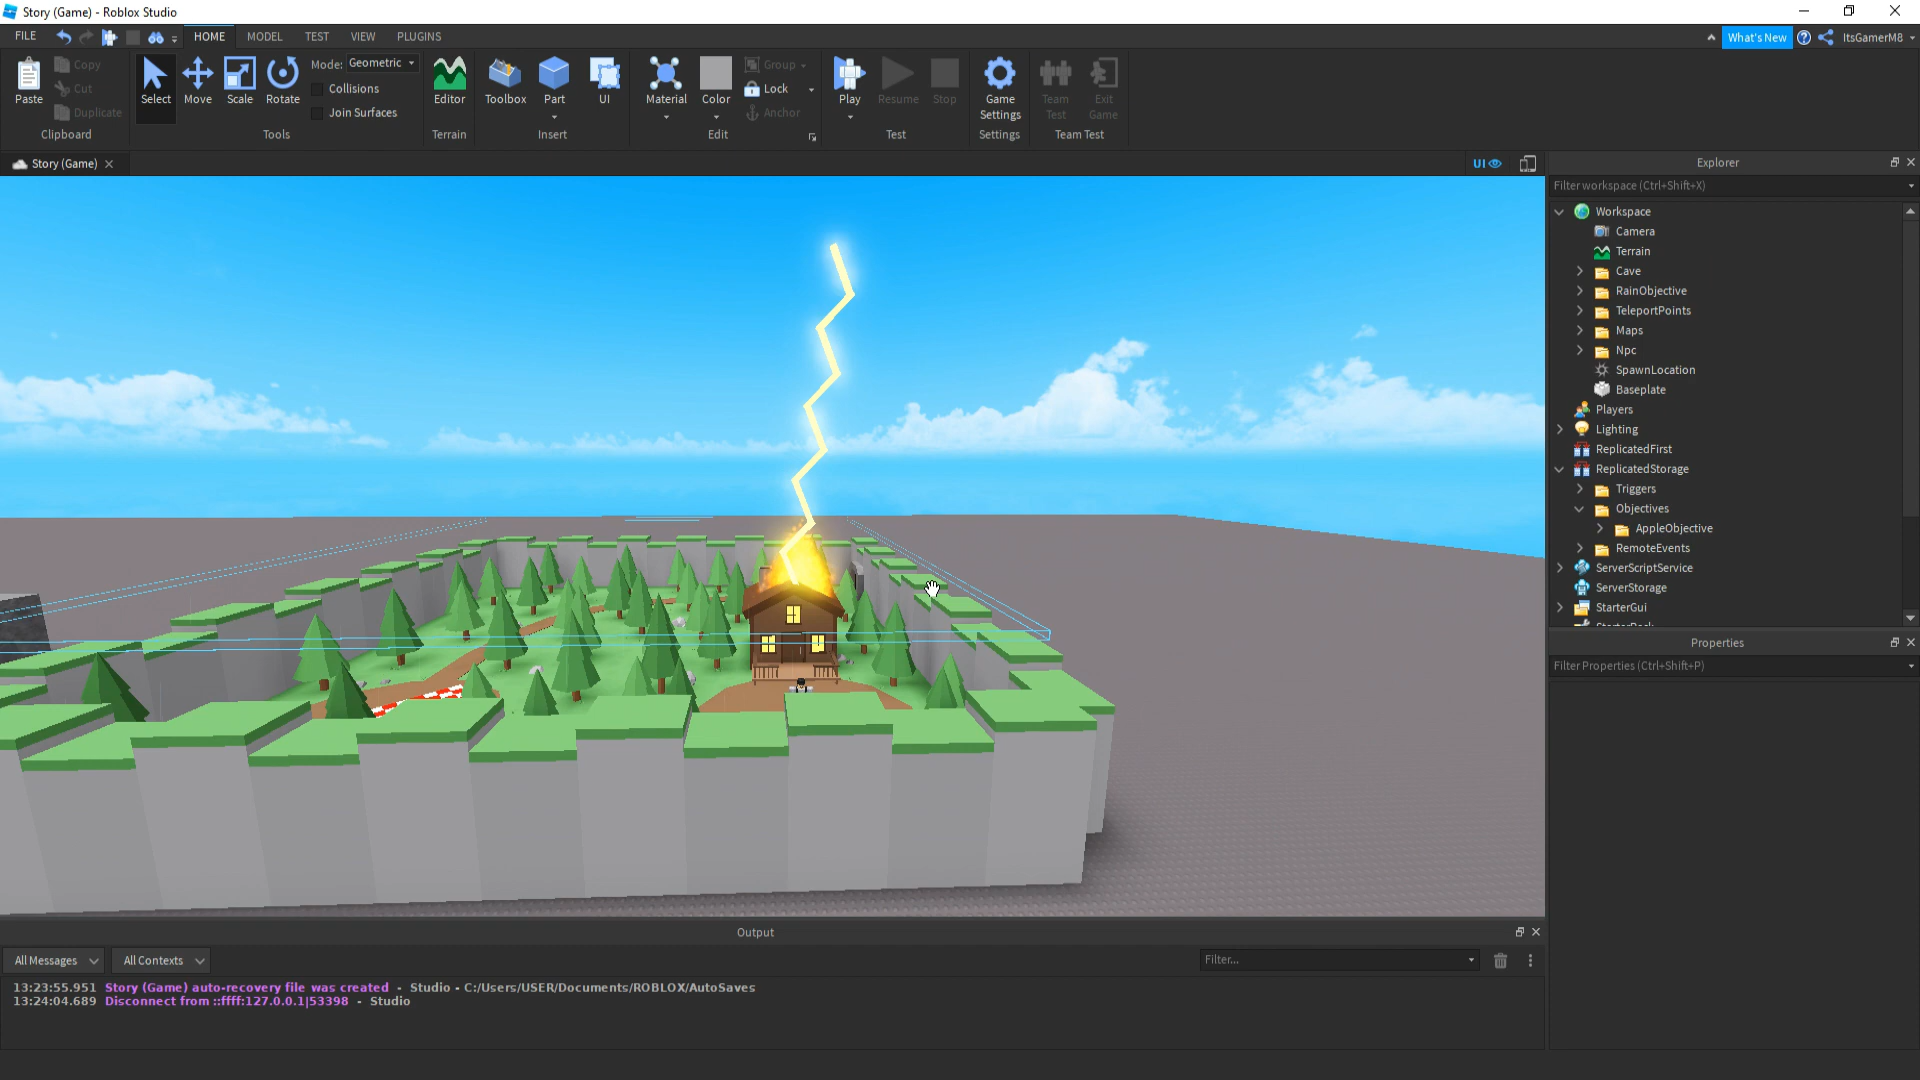 Story (Game) - Roblox Studio
FILE HOME MODEL TEST VIEW PLUGINS What's New ItsGamerM8
Paste Copy Cut Duplicate
Clipboard
Select Move Scale Rotate
Mode: Geometric
Collisions
Join Surfaces
Tools
Editor
Terrain
Toolbox Part UI
Insert
Material Color Group Lock Anchor
Edit
Play Resume Stop
Test
Game Settings
Settings
Team Test Exit Game
Team Test
Story (Game)
UI
Explorer
Filter workspace (Ctrl+Shift+X)
Workspace
Camera
Terrain
Cave
RainObjective
TeleportPoints
Maps
Npc
SpawnLocation
Baseplate
Players
Lighting
ReplicatedFirst
ReplicatedStorage
Triggers
Objectives
AppleObjective
RemoteEvents
ServerScriptService
ServerStorage
StarterGui
Properties
Filter Properties (Ctrl+Shift+P)
Output
All Messages All Contexts Filter...
13:23:55.951 Story (Game) auto-recovery file was created - Studio - C:/Users/USER/Documents/ROBLOX/AutoSaves
13:24:04.689 Disconnect from ::ffff:127.0.0.1|53398 - Studio